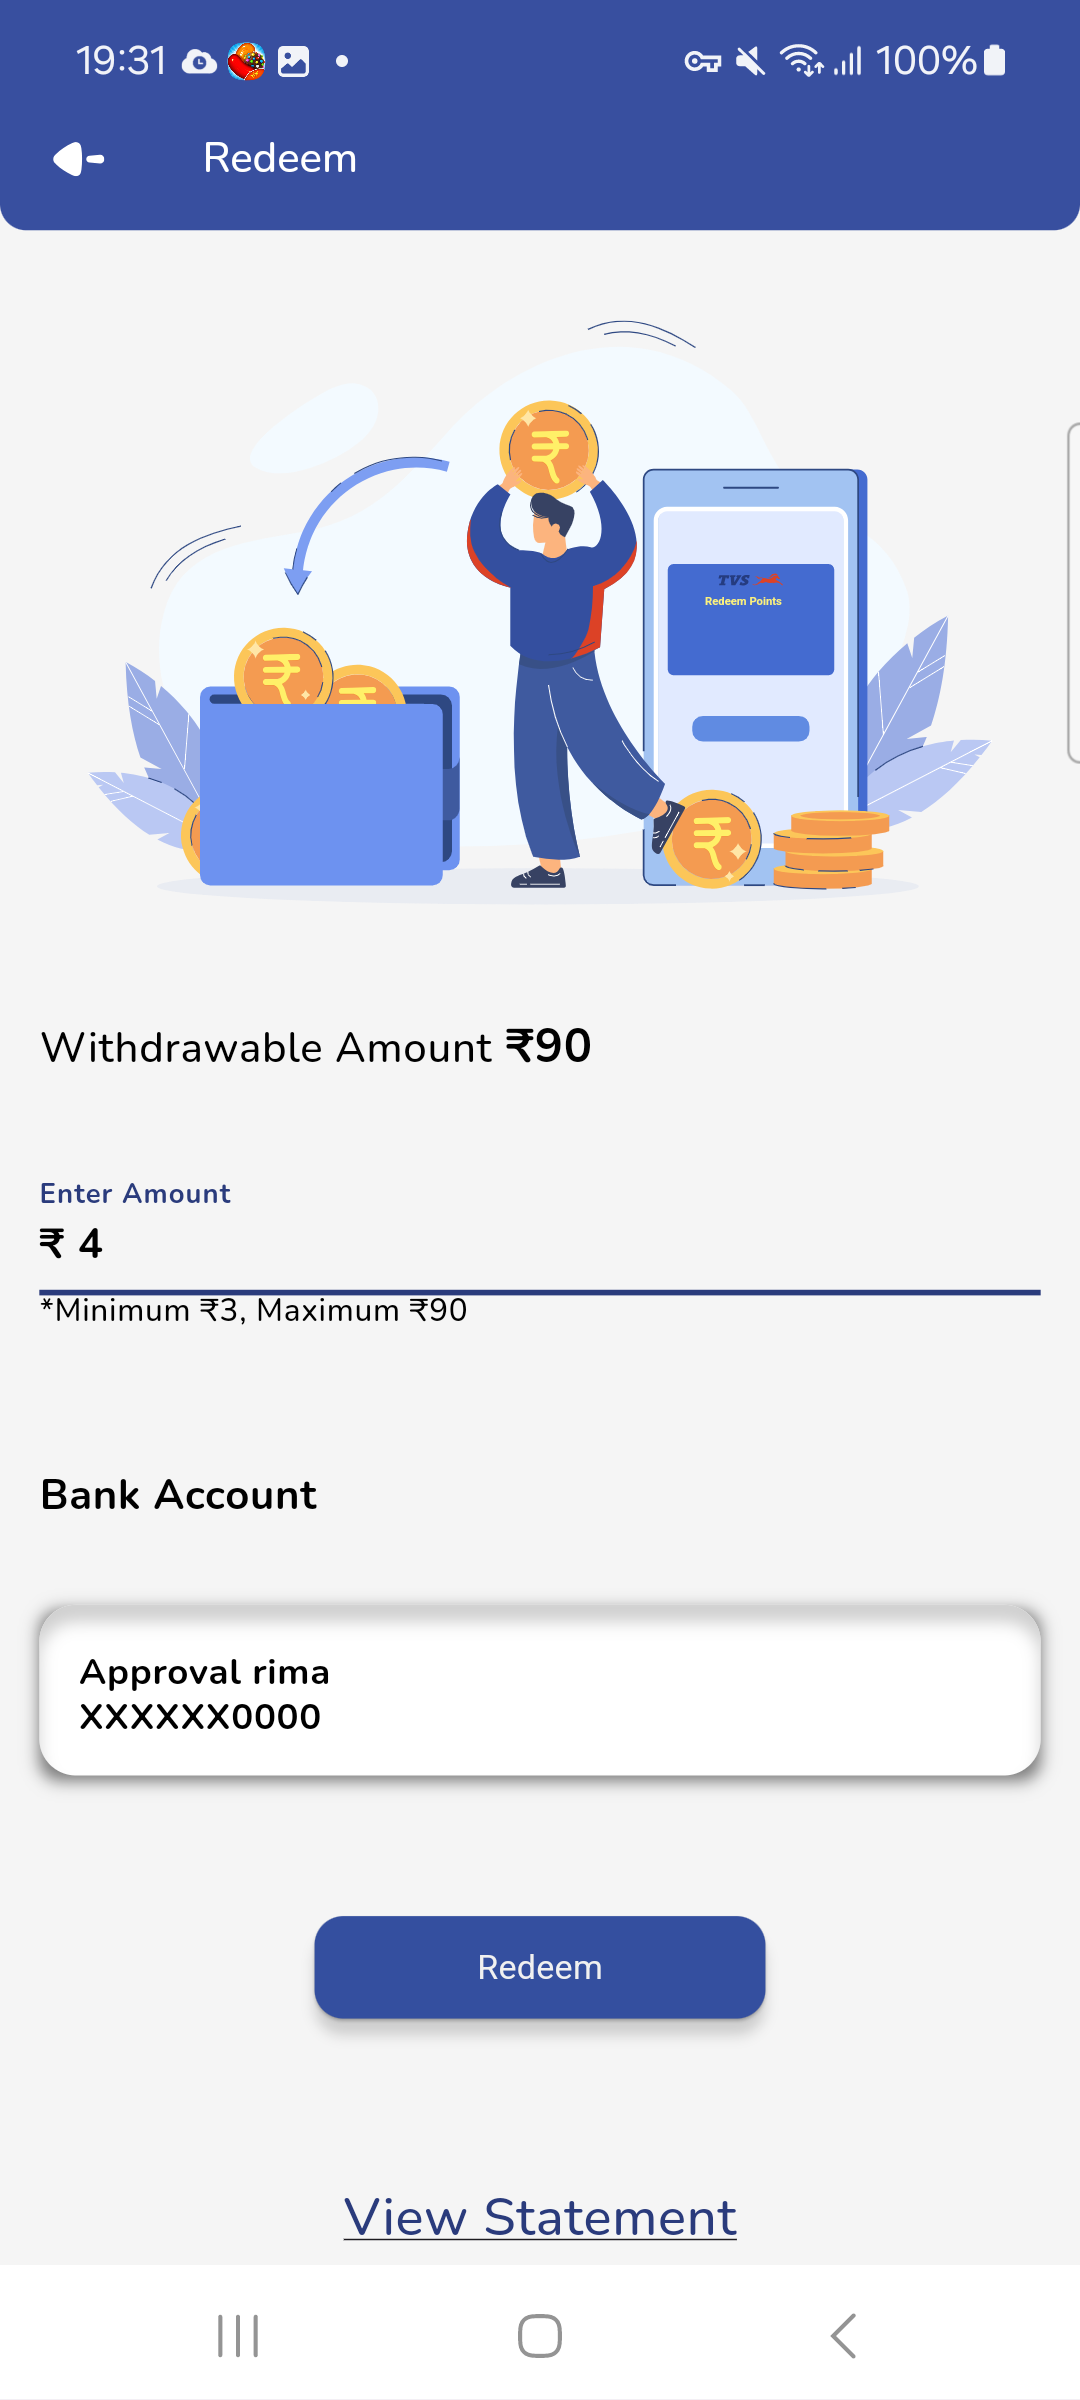 19:31 100%
Redeem
₹
TVS
Redeem Points
₹
₹
₹
Withdrawable Amount ₹90
Enter Amount
₹ 4
*Minimum ₹3, Maximum ₹90
Bank Account
Approval rima
XXXXXX0000
Redeem
View Statement